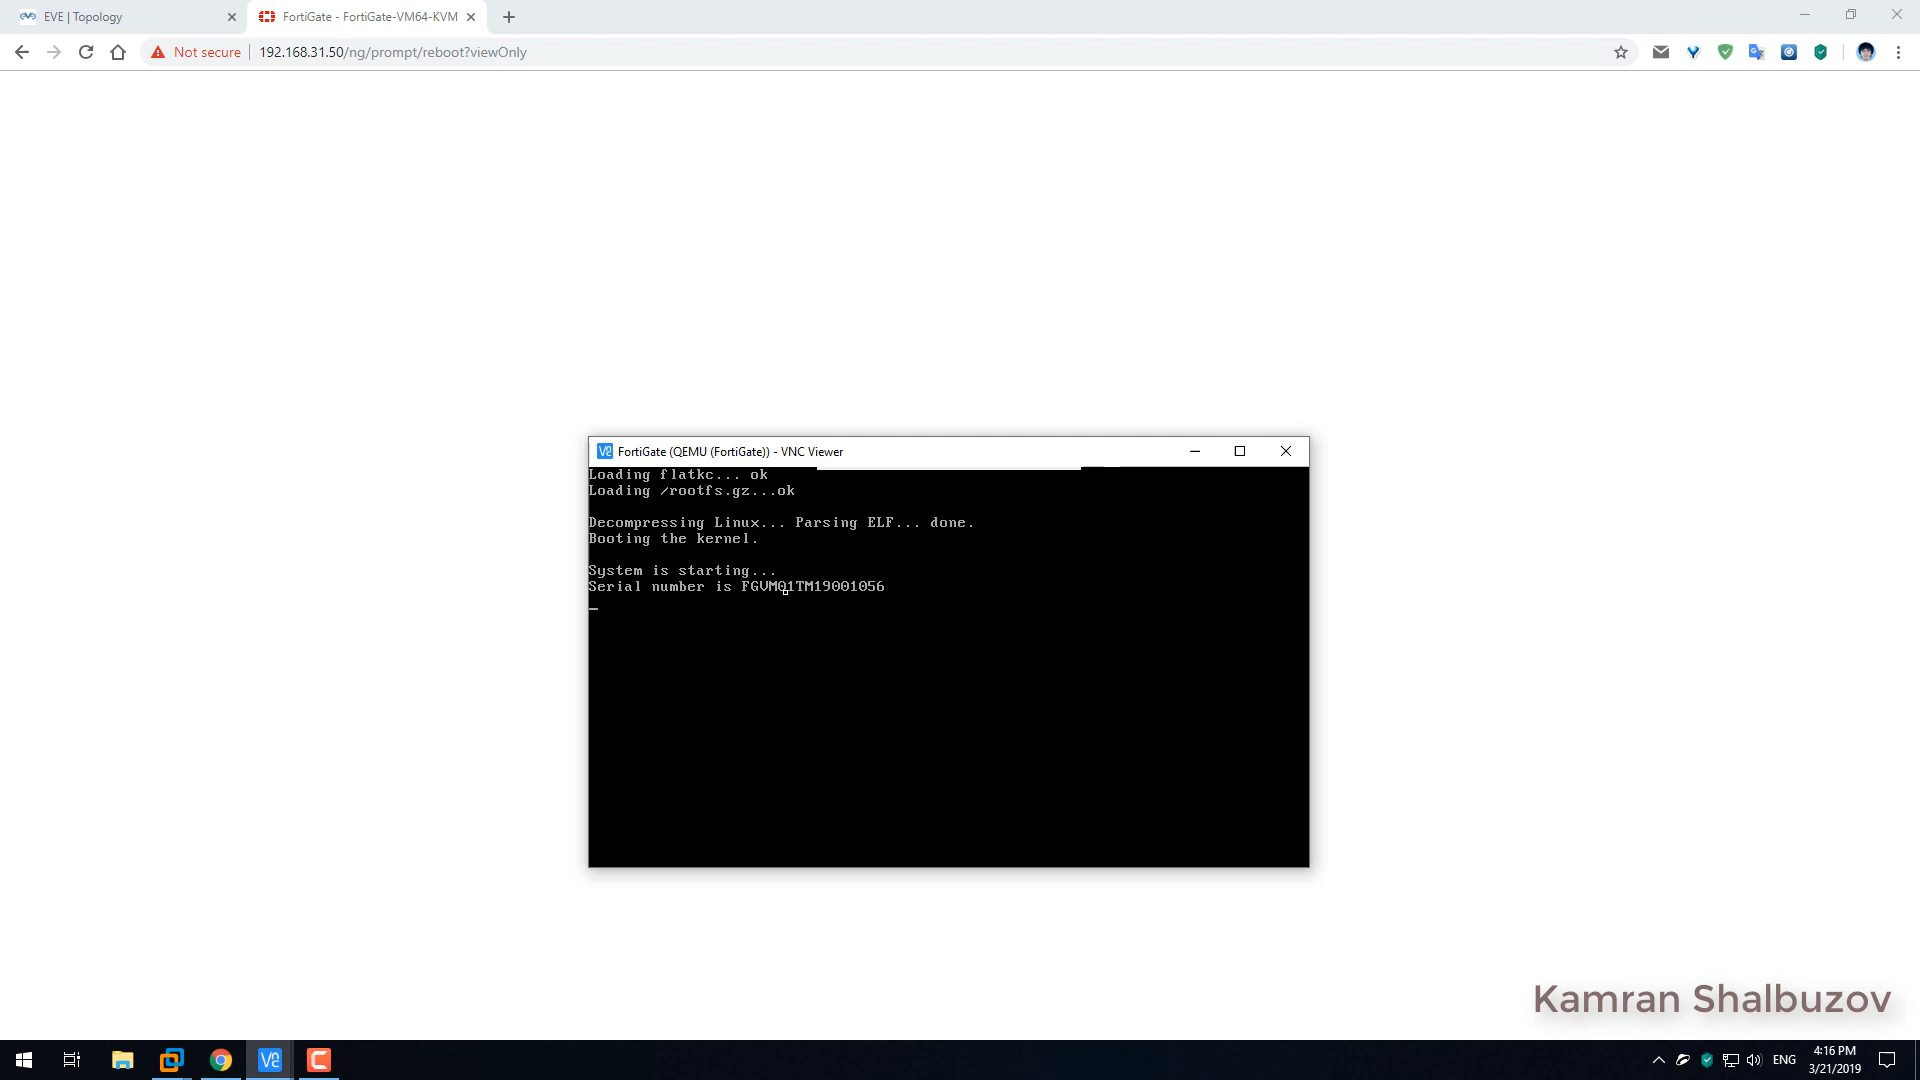 EVE | Topology
FortiGate - FortiGate-VM64-KVM
Not secure
192.168.31.50/ng/prompt/reboot?viewOnly
FortiGate (QEMU (FortiGate)) - VNC Viewer
Loading flatkc... ok
Loading /rootfs.gz...ok
Decompressing Linux... Parsing ELF... done.
Booting the kernel.
System is starting...
Serial number is FGVM01TM19001056
Kamran Shalbuzov
ENG
4:16 PM
3/21/2019